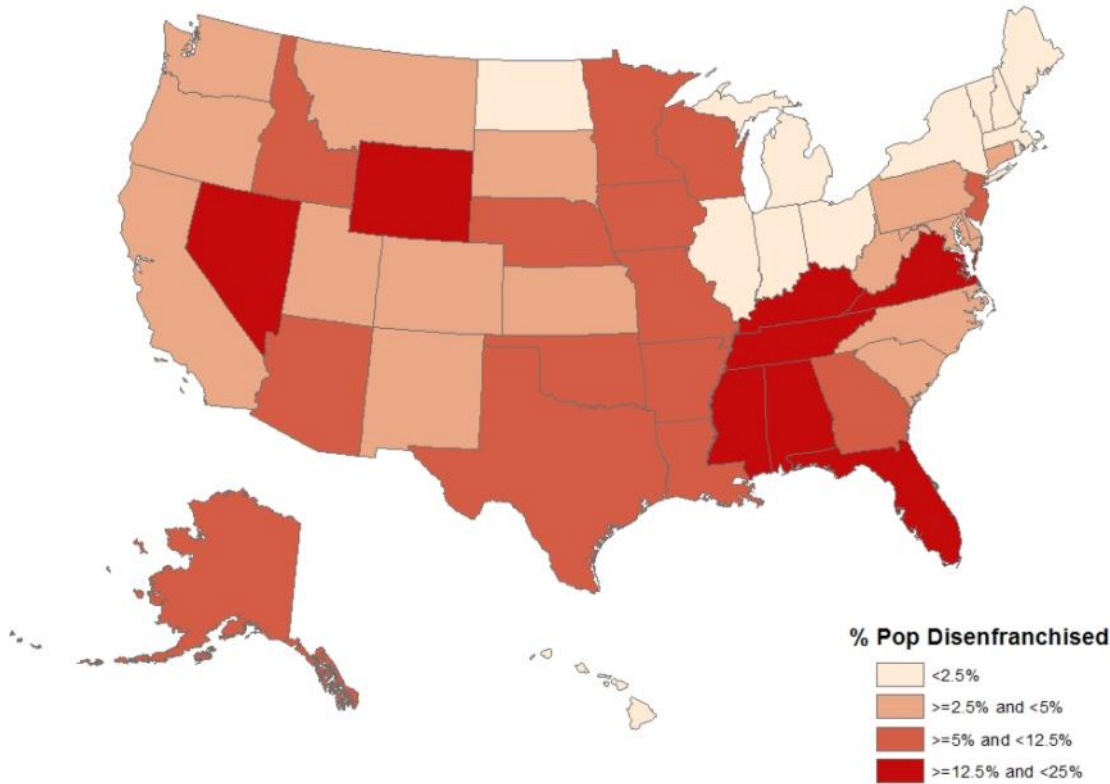 % Pop Disenfranchised
<2.5%
>=2.5% and <5%
>=5% and <12.5%
>=12.5% and <25%